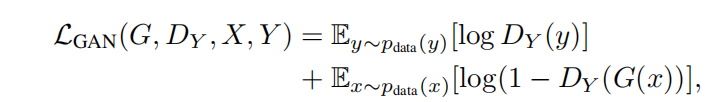 ℒ_GAN(G, D_Y, X, Y) = 𝔼_{y∼p_data(y)}[log D_Y(y)]
+ 𝔼_{x∼p_data(x)}[log(1 − D_Y(G(x))],